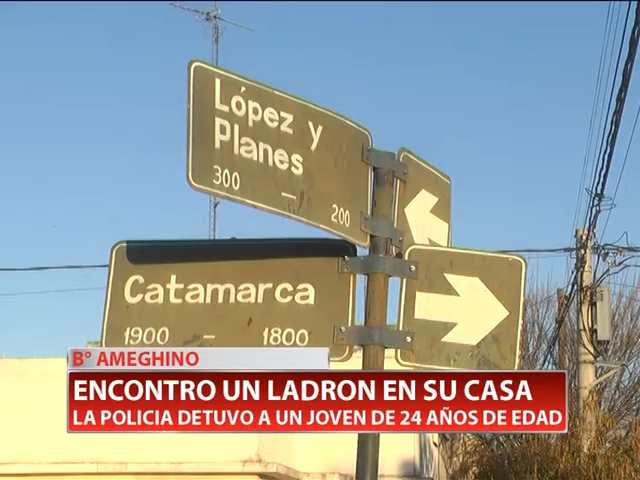 López y
Planes
300 — 200
Catamarca
1900 — 1800
B° AMEGHINO
ENCONTRO UN LADRON EN SU CASA
LA POLICIA DETUVO A UN JOVEN DE 24 AÑOS DE EDAD